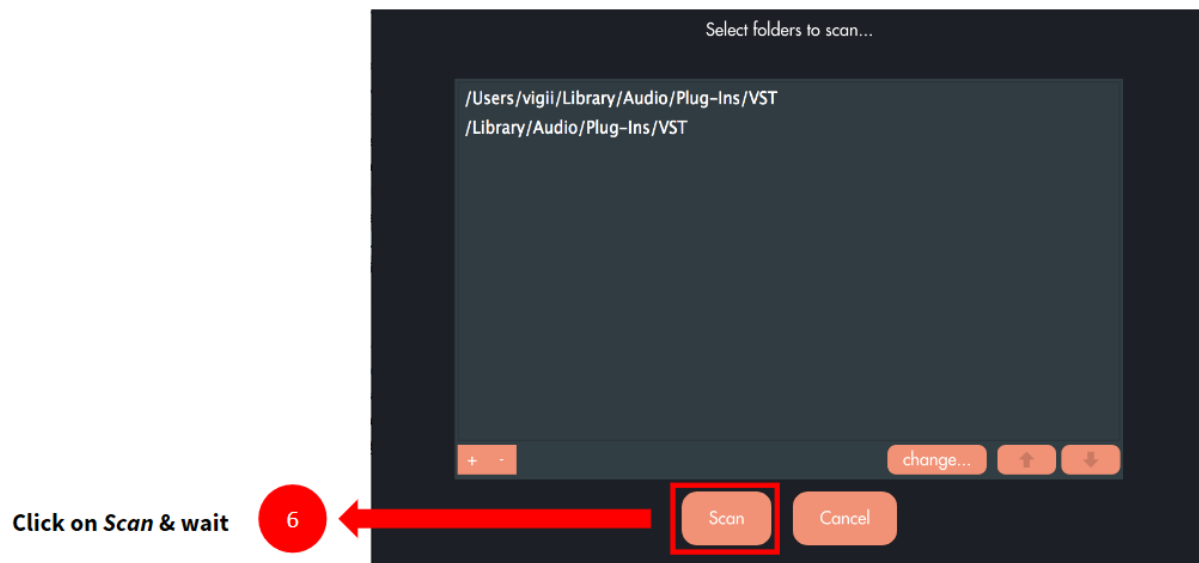 Select folders to scan...
/Users/vigii/Library/Audio/Plug-Ins/VST
/Library/Audio/Plug-Ins/VST
+ -
change...
Scan
Cancel
Click on Scan & wait
6